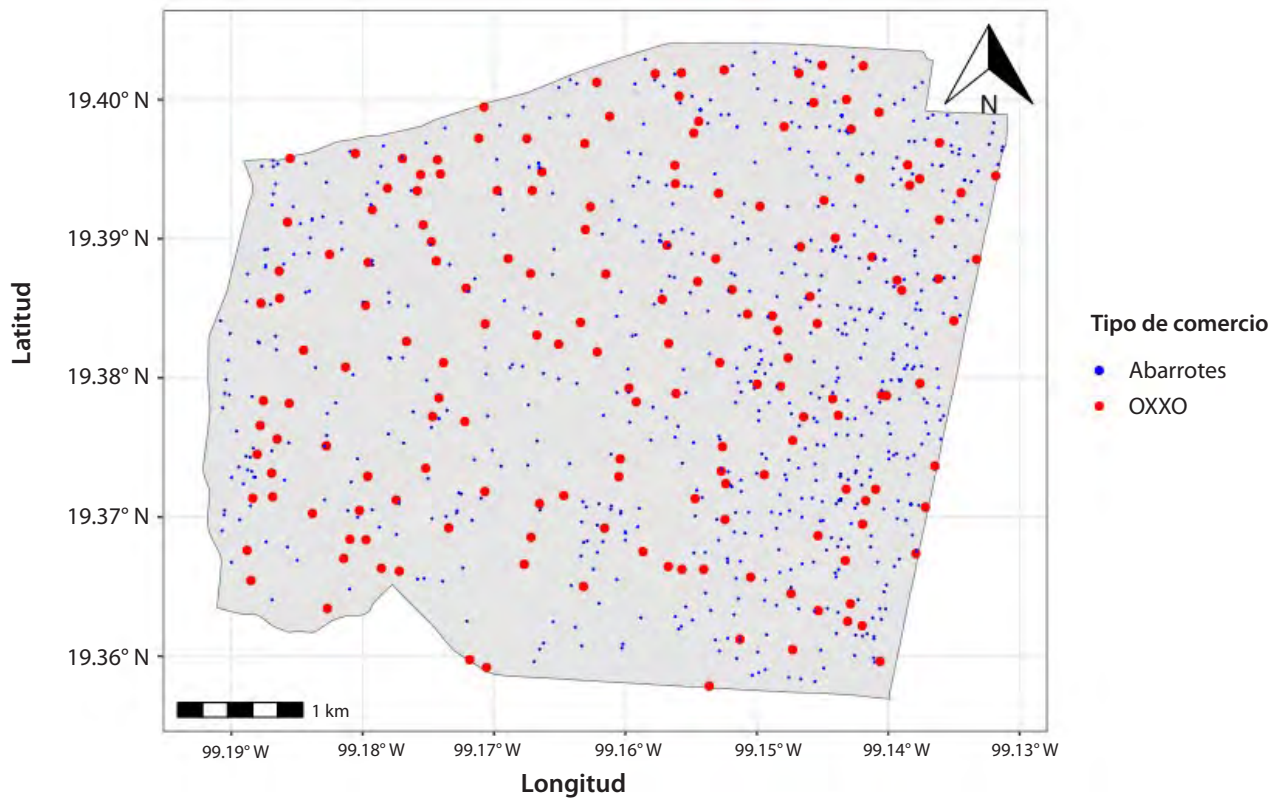 N
19.40° N
19.39° N
19.38° N
19.37° N
19.36° N
Latitud
1 km
99.19° W
99.18° W
99.17° W
99.16° W
99.15° W
99.14° W
99.13° W
Longitud
Tipo de comercio
Abarrotes
OXXO